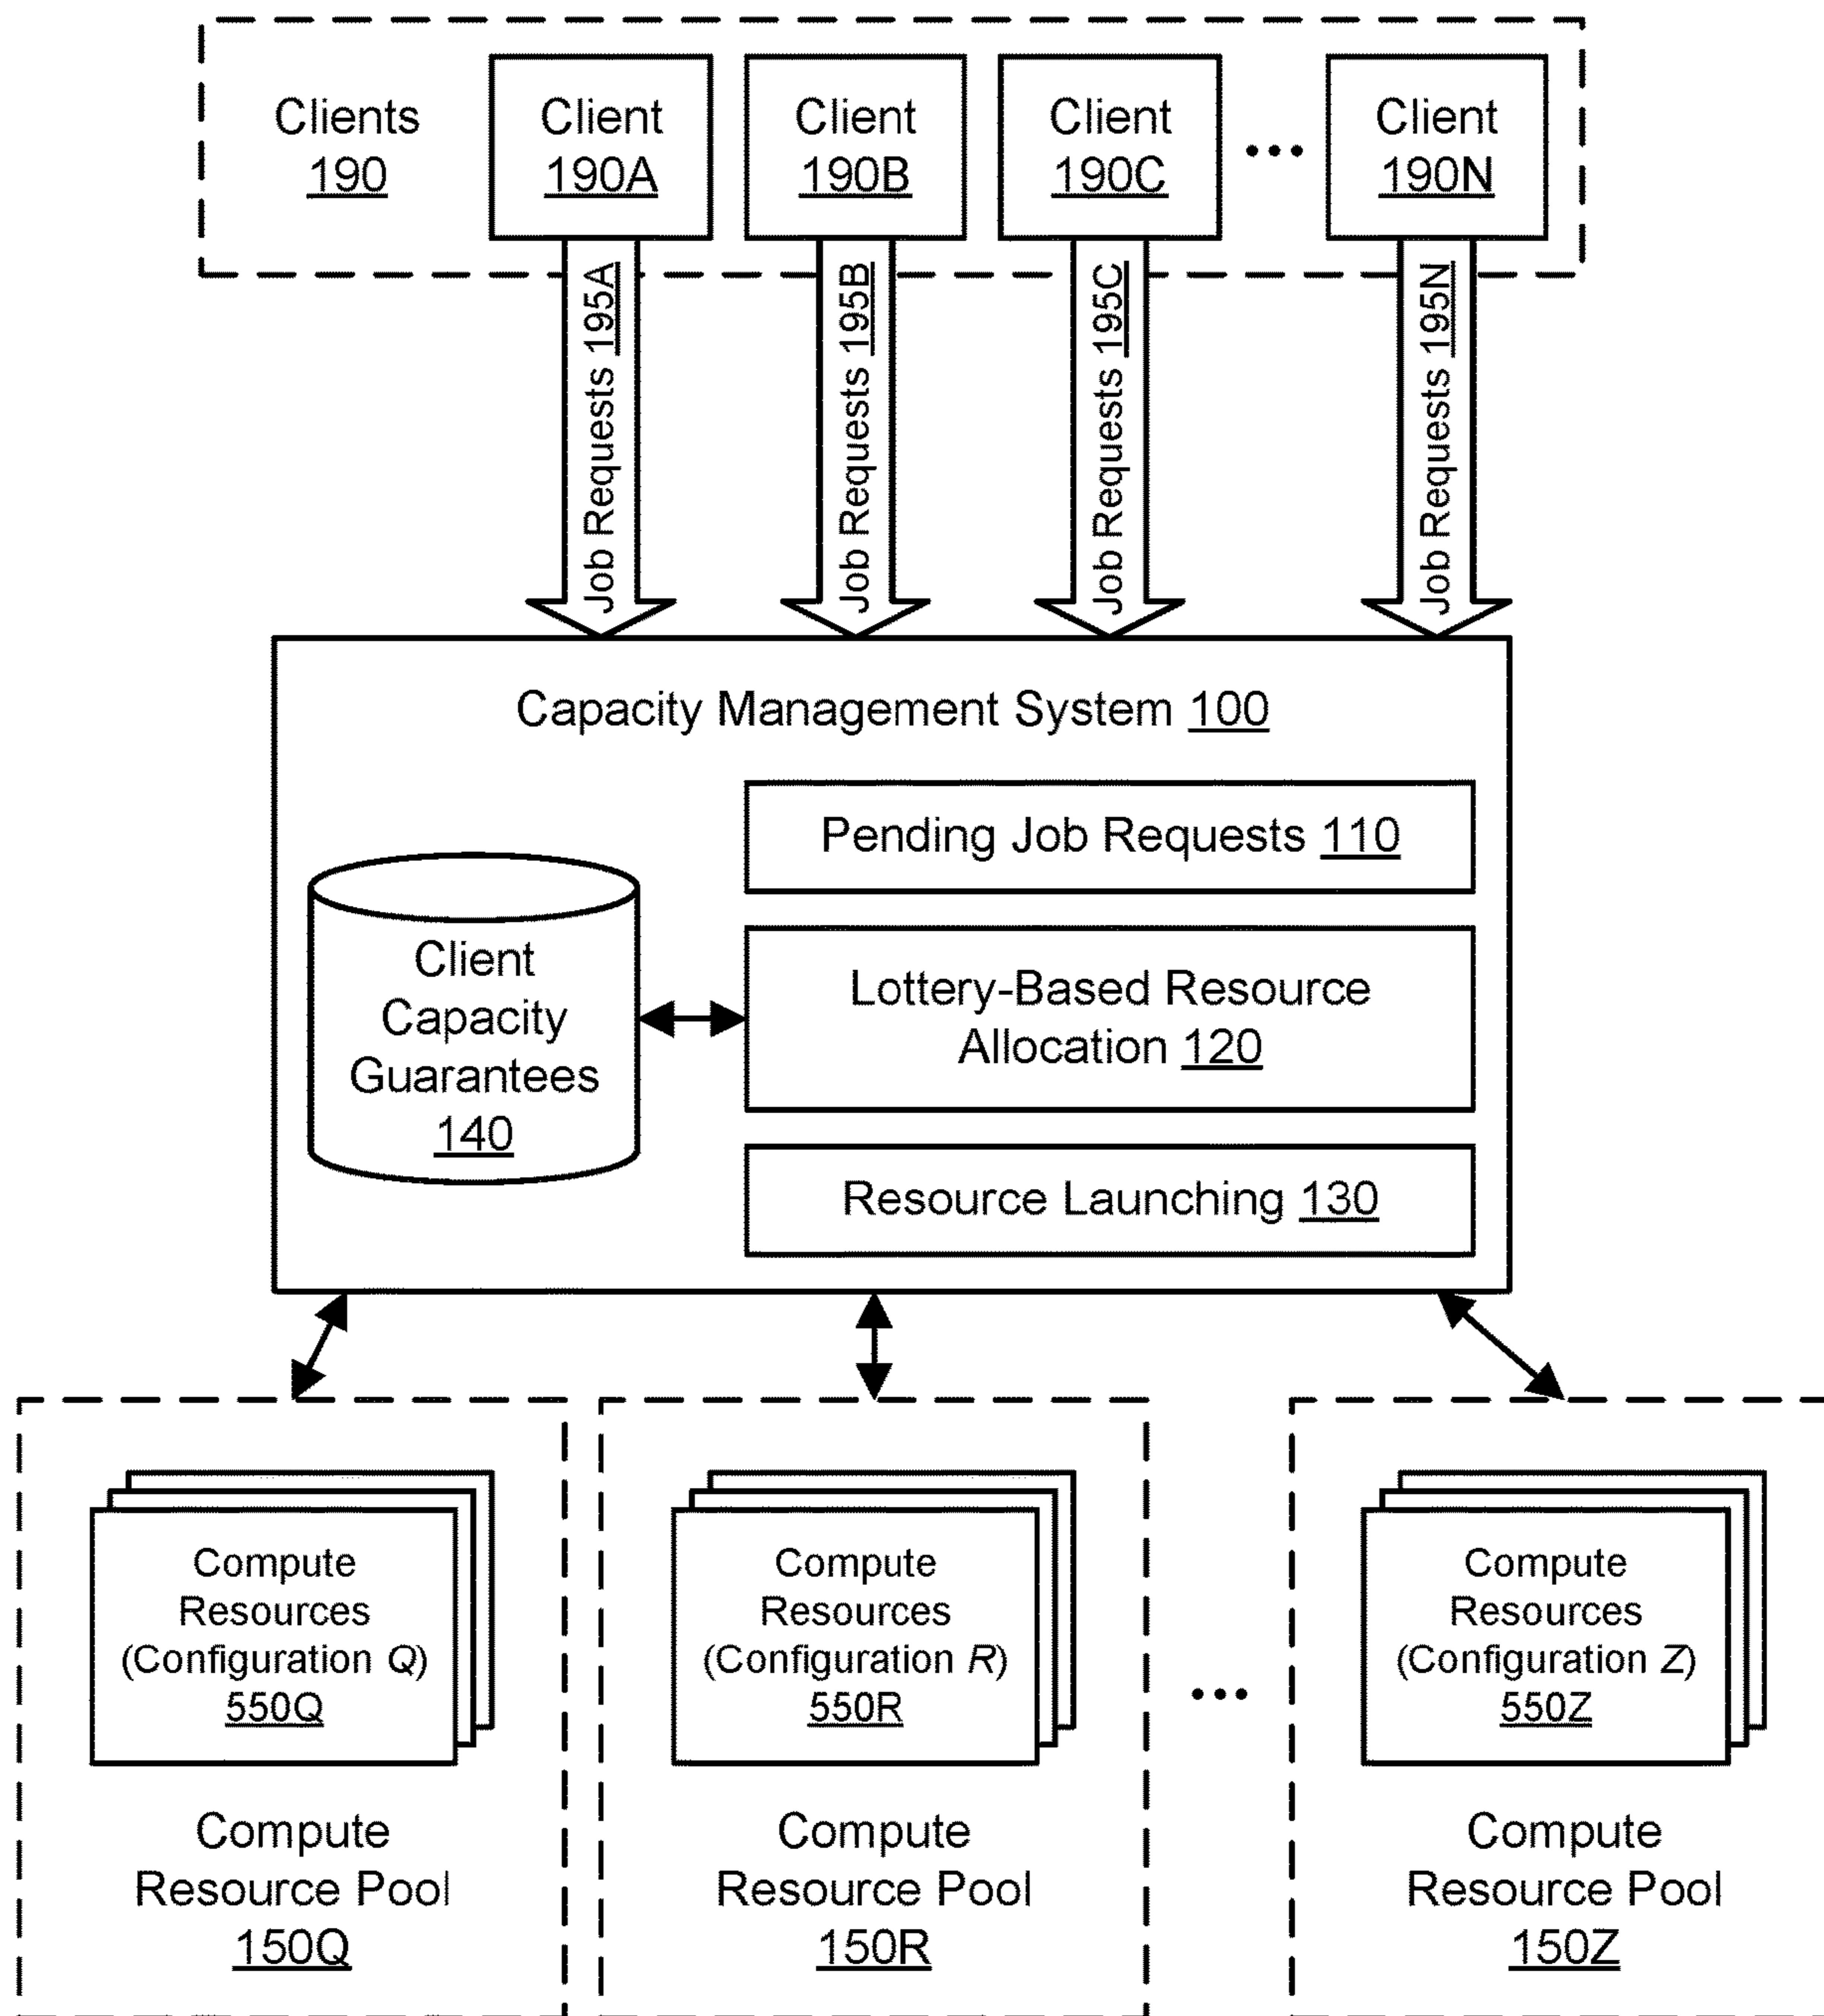 Clients
190
Client
190A
Client
190B
Client
190C
•••
Client
190N
Job Requests 195A
Job Requests 195B
Job Requests 195C
Job Requests 195N
Capacity Management System 100
Pending Job Requests 110
Client
Capacity
Guarantees
140
Lottery-Based Resource
Allocation 120
Resource Launching 130
Compute
Resources
(Configuration Q)
550Q
Compute
Resource Pool
150Q
Compute
Resources
(Configuration R)
550R
Compute
Resource Pool
150R
•••
Compute
Resources
(Configuration Z)
550Z
Compute
Resource Pool
150Z